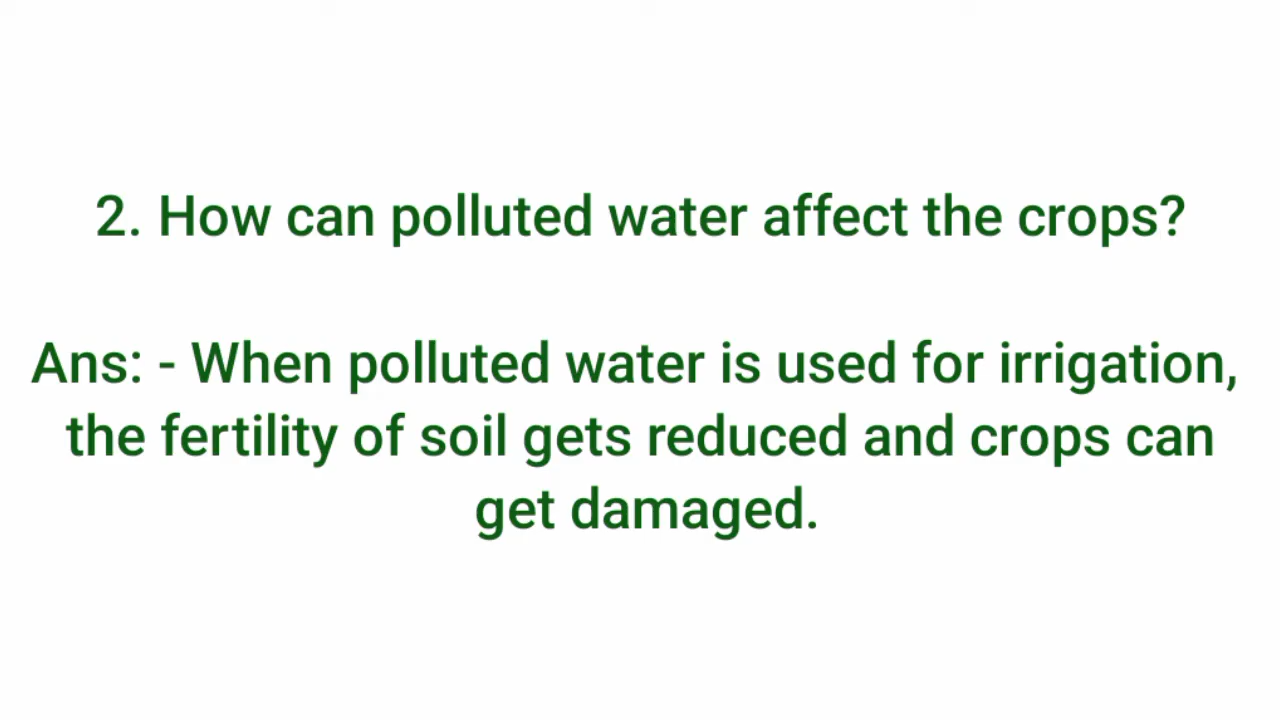 2. How can polluted water affect the crops?
Ans: - When polluted water is used for irrigation,
the fertility of soil gets reduced and crops can
get damaged.